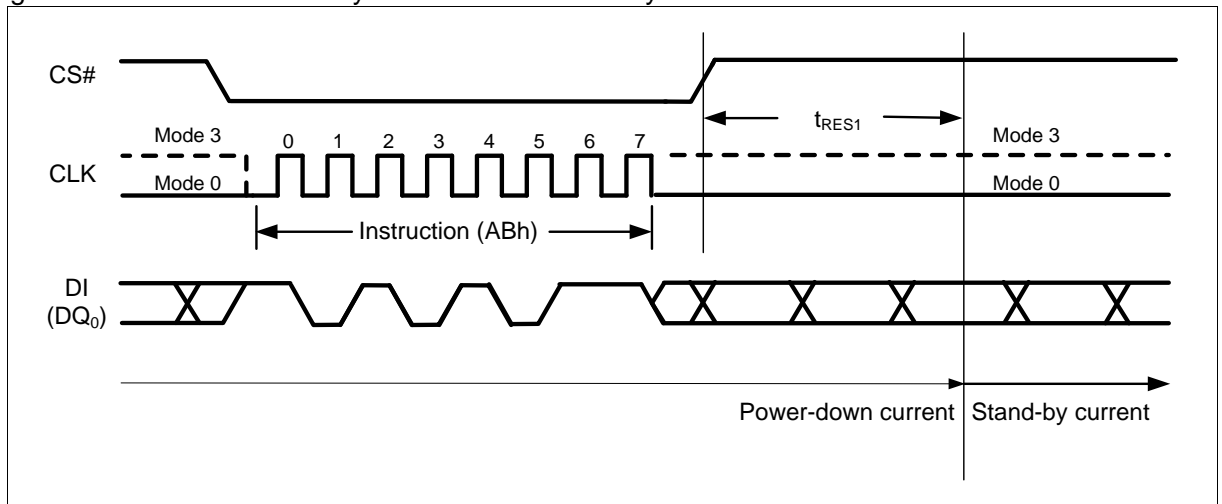 CS#
tRES1
Mode 3
0 1 2 3 4 5 6 7
Mode 3
CLK
Mode 0
Mode 0
Instruction (ABh)
DI
(DQ0)
Power-down current
Stand-by current